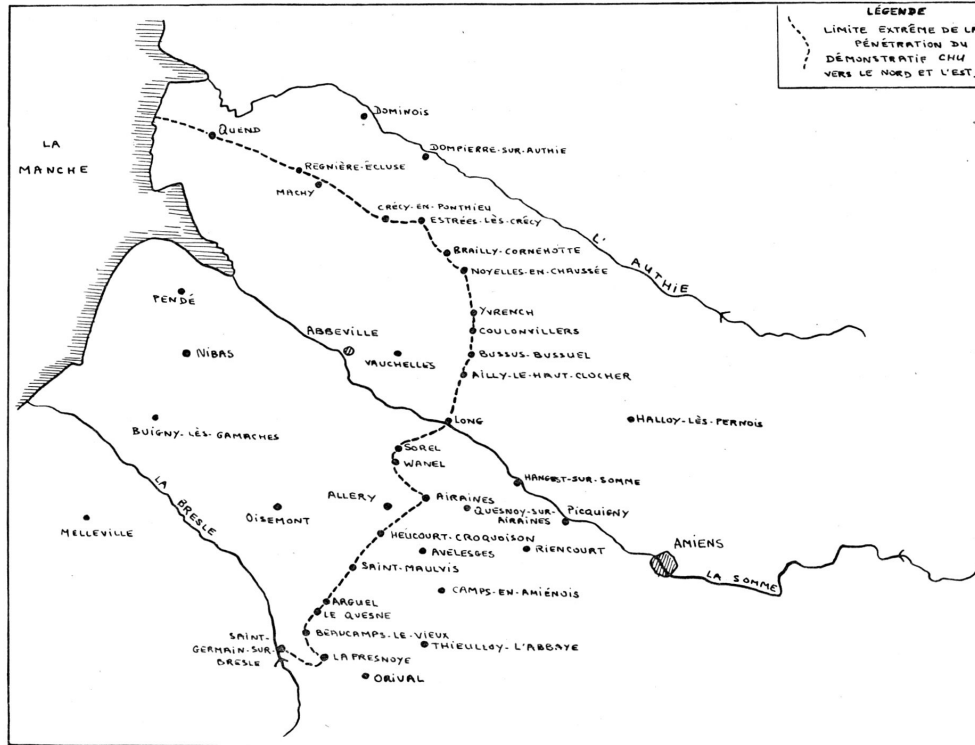 LÉGENDE
LIMITE EXTRÊME DE LA
PÉNÉTRATION DU
DÉMONSTRATIF CHU
VERS LE NORD ET L'EST.
DOMINOIS
QUEND
LA
MANCHE
DOMPIERRE-SUR-AUTHIE
REGNIÈRE-ÉCLUSE
MACHY
CRÉCY-EN-PONTHIEU
ESTRÉES-LÈS-CRÉCY
L'
AUTHIE
BRAILLY-CORNEHOTTE
NOYELLES-EN-CHAUSSÉE
PENDÉ
YVRENCH
ABBEVILLE
COULONVILLERS
NIBAS
VAUCHELLES
BUSSUS-BUSSUEL
AILLY-LE-HAUT-CLOCHER
BUIGNY-LÈS-GAMACHES
LONG
HALLOY-LÈS-PERNOIS
SOREL
WANEL
LA BRESLE
HANGEST-SUR-SOMME
ALLERY
AIRAINES
OISEMONT
QUESNOY-SUR-
AIRAINES
PICQUIGNY
MELLEVILLE
HEUCOURT-CROQUOISON
AMIENS
AVELESGES
RIENCOURT
SAINT-MAULVIS
LA SOMME
CAMPS-EN-AMIÉNOIS
ARGUEL
LE QUESNE
BEAUCAMPS-LE-VIEUX
SAINT-
GERMAIN-SUR-
BRESLE
THIEULLOY-L'ABBAYE
LAFRESNOYE
ORIVAL